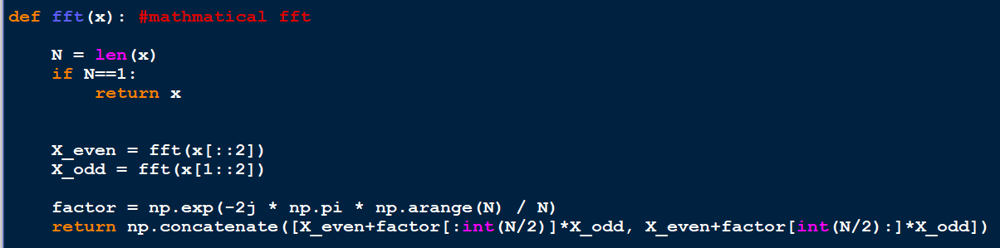 def fft(x): #mathmatical fft
N = len(x)
if N==1:
return x
X_even = fft(x[::2])
X_odd = fft(x[1::2])
factor = np.exp(-2j * np.pi * np.arange(N) / N)
return np.concatenate([X_even+factor[:int(N/2)]*X_odd, X_even+factor[int(N/2):]*X_odd])